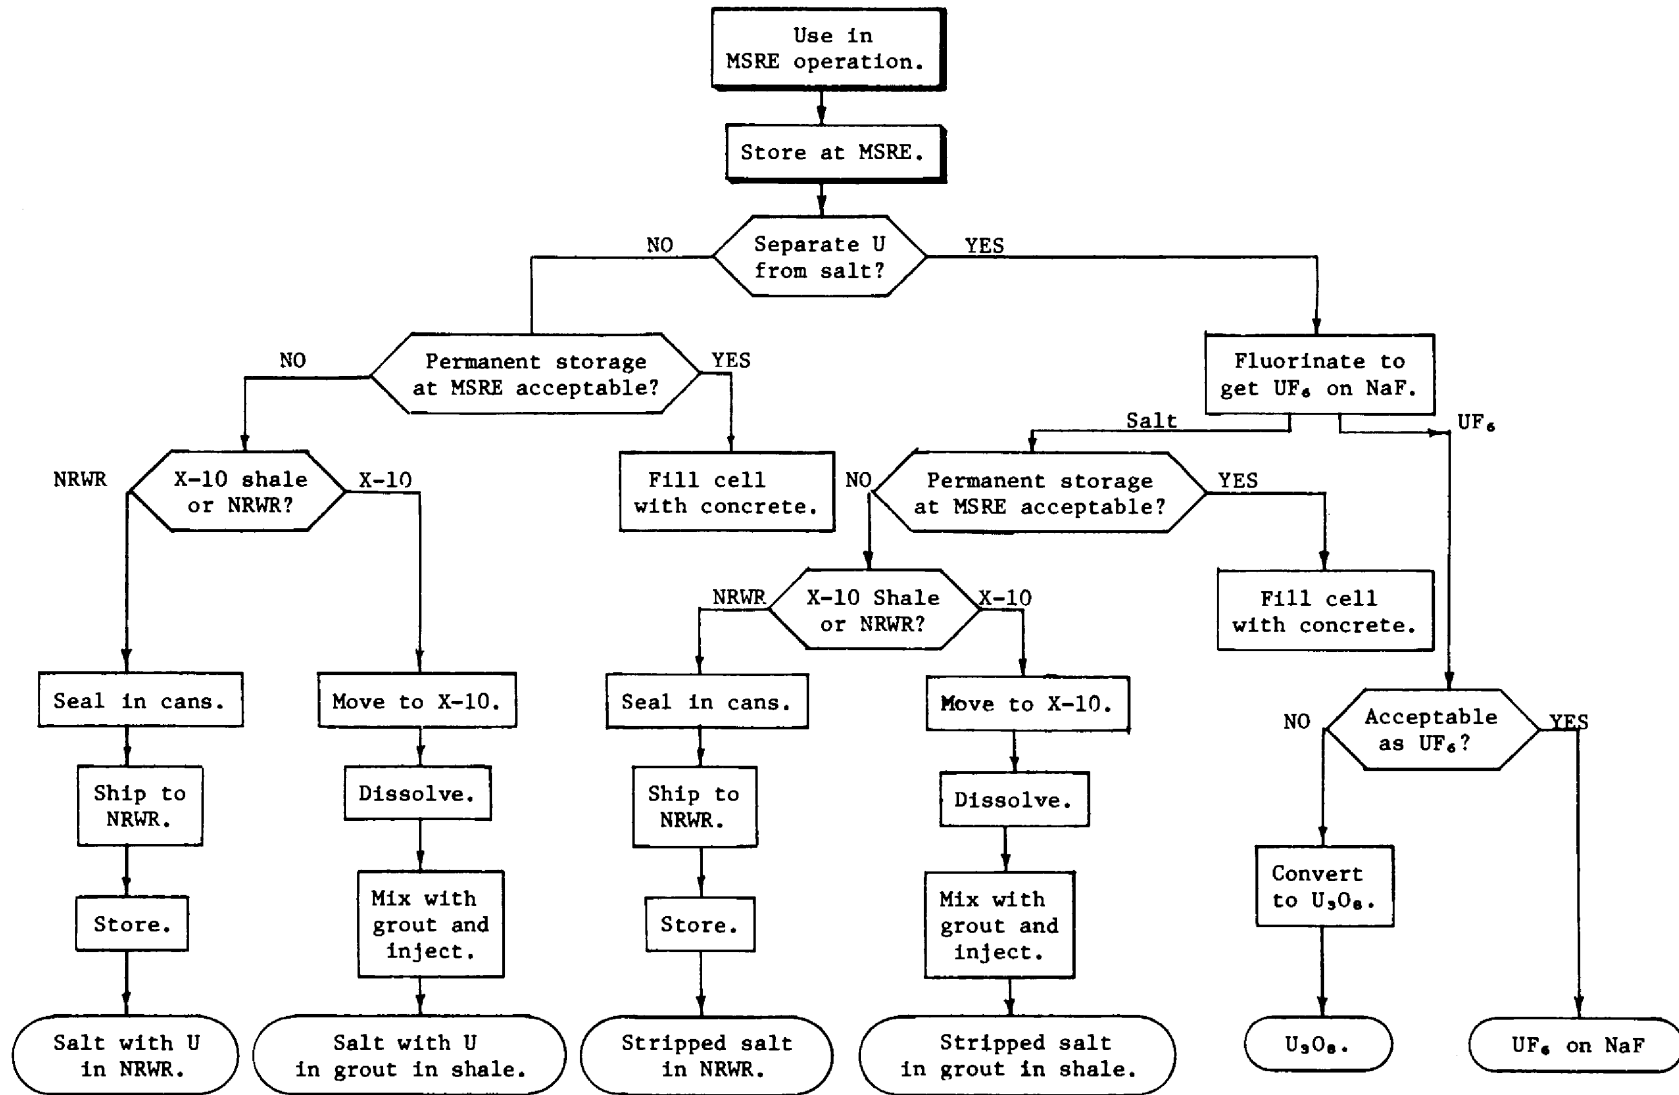 Use in
MSRE operation.
Store at MSRE.
Separate U
from salt?
NO
YES
Permanent storage
at MSRE acceptable?
NO
YES
Fluorinate to
get UF₆ on NaF.
Salt
UF₆
X-10 shale
or NRWR?
NRWR
X-10
Fill cell
with concrete.
Permanent storage
at MSRE acceptable?
NO
YES
X-10 Shale
or NRWR?
NRWR
X-10
Fill cell
with concrete.
Seal in cans.
Move to X-10.
Seal in cans.
Move to X-10.
Acceptable
as UF₆?
NO
YES
Ship to
NRWR.
Dissolve.
Ship to
NRWR.
Dissolve.
Convert
to U₃O₈.
Store.
Mix with
grout and
inject.
Store.
Mix with
grout and
inject.
Salt with U
in NRWR.
Salt with U
in grout in shale.
Stripped salt
in NRWR.
Stripped salt
in grout in shale.
U₃O₈.
UF₆ on NaF